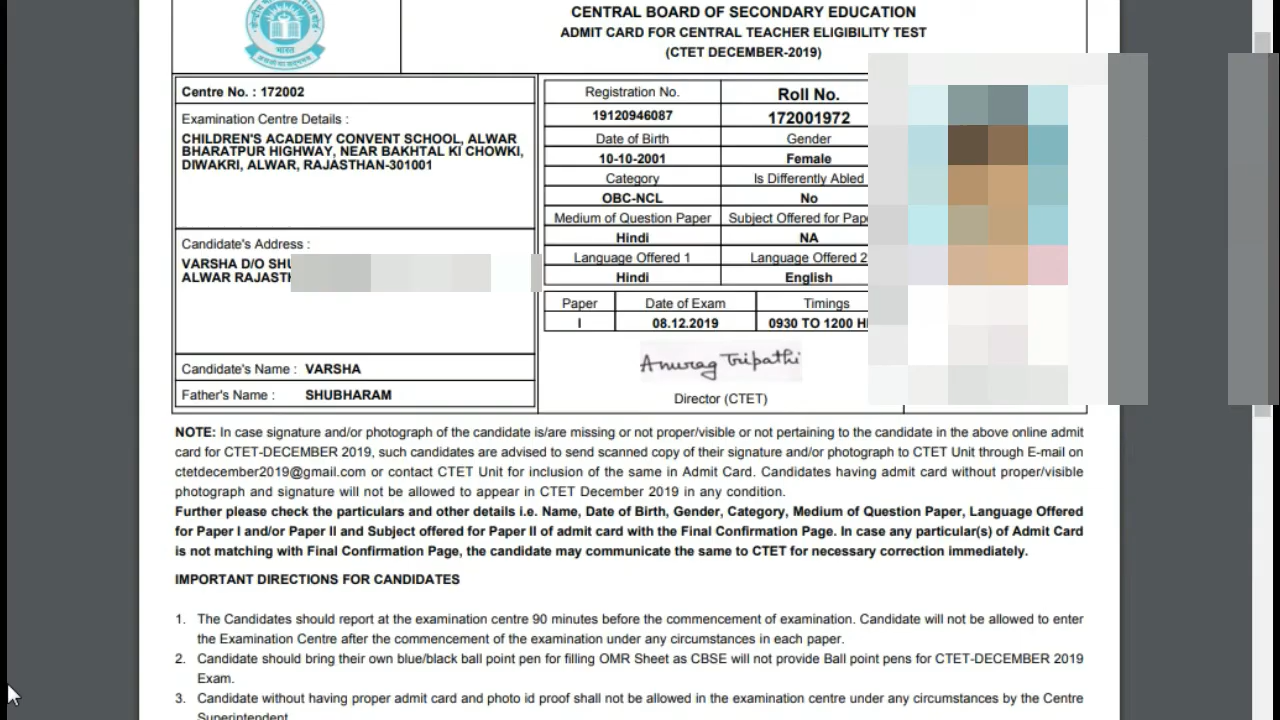 CENTRAL BOARD OF SECONDARY EDUCATION
ADMIT CARD FOR CENTRAL TEACHER ELIGIBILITY TEST
(CTET DECEMBER-2019)
भारत
Centre No. : 172002
Examination Centre Details :
CHILDREN'S ACADEMY CONVENT SCHOOL, ALWAR
BHARATPUR HIGHWAY, NEAR BAKHTAL KI CHOWKI,
DIWAKRI, ALWAR, RAJASTHAN-301001
Candidate's Address :
VARSHA D/O
ALWAR
Candidate's Name : VARSHA
Father's Name : SHUBHARAM
Registration No. Roll No.
19120946087 172001972
Date of Birth Gender
10-10-2001 Female
Category Is Differently Abled
OBC-NCL No
Medium of Question Paper Subject Offered for
Hindi NA
Language Offered 1 Language Offered 2
Hindi English
Paper Date of Exam Timings
I 08.12.2019 0930 TO 1200
Anurag Tripathi
Director (CTET)
NOTE: In case signature and/or photograph of the candidate is/are missing or not proper/visible or not pertaining to the candidate in the above online admit
card for CTET-DECEMBER 2019, such candidates are advised to send scanned copy of their signature and/or photograph to CTET Unit through E-mail on
ctetdecember2019@gmail.com or contact CTET Unit for inclusion of the same in Admit Card. Candidates having admit card without proper/visible
photograph and signature will not be allowed to appear in CTET December 2019 in any condition.
Further please check the particulars and other details i.e. Name, Date of Birth, Gender, Category, Medium of Question Paper, Language Offered
for Paper I and/or Paper II and Subject offered for Paper II of admit card with the Final Confirmation Page. In case any particular(s) of Admit Card
is not matching with Final Confirmation Page, the candidate may communicate the same to CTET for necessary correction immediately.
IMPORTANT DIRECTIONS FOR CANDIDATES
1. The Candidates should report at the examination centre 90 minutes before the commencement of examination. Candidate will not be allowed to enter
the Examination Centre after the commencement of the examination under any circumstances in each paper.
2. Candidate should bring their own blue/black ball point pen for filling OMR Sheet as CBSE will not provide Ball point pens for CTET-DECEMBER 2019
Exam.
3. Candidate without having proper admit card and photo id proof shall not be allowed in the examination centre under any circumstances by the Centre
Superintendent